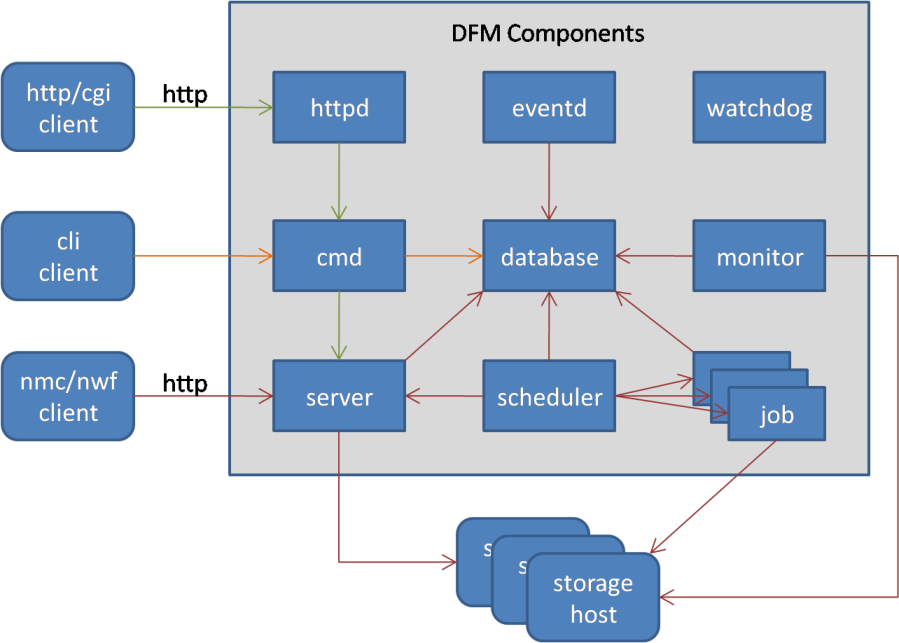 DFM Components
http/cgi
client
http
httpd
eventd
watchdog
cli
client
cmd
database
monitor
nmc/nwf
client
http
server
scheduler
job
s
s
storage
host